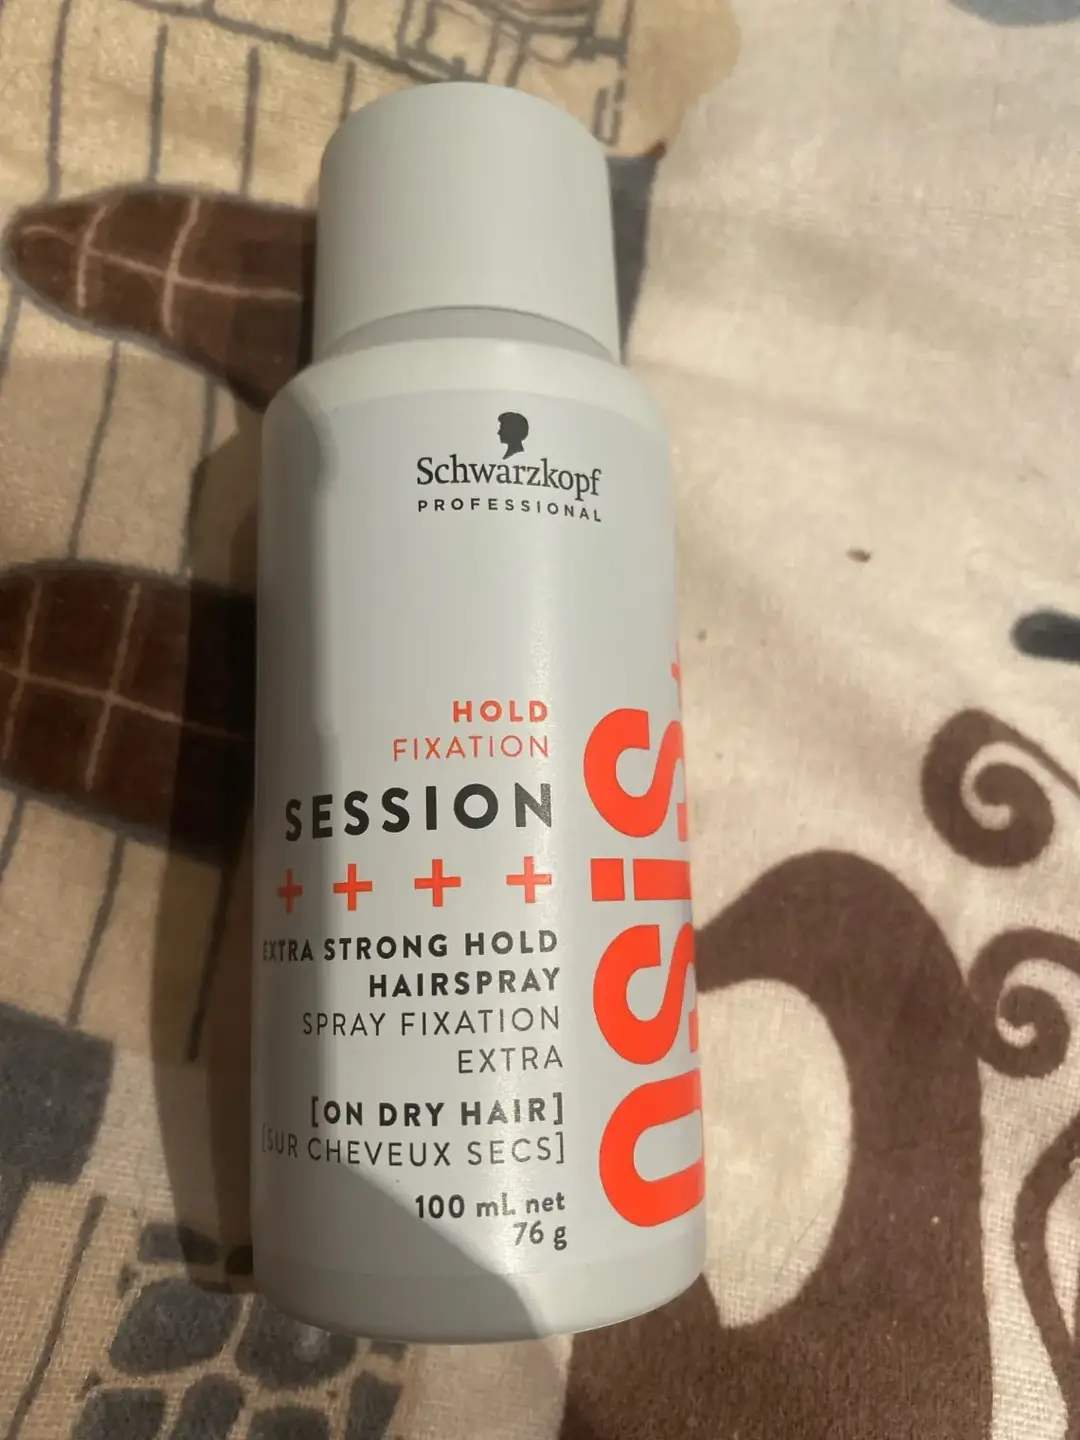 Schwarzkopf
PROFESSIONAL
HOLD
FIXATION
SESSION
++++
EXTRA STRONG HOLD
HAIRSPRAY
SPRAY FIXATION
EXTRA
[ON DRY HAIR]
[SUR CHEVEUX SECS]
100 mL net
76 g
osis+